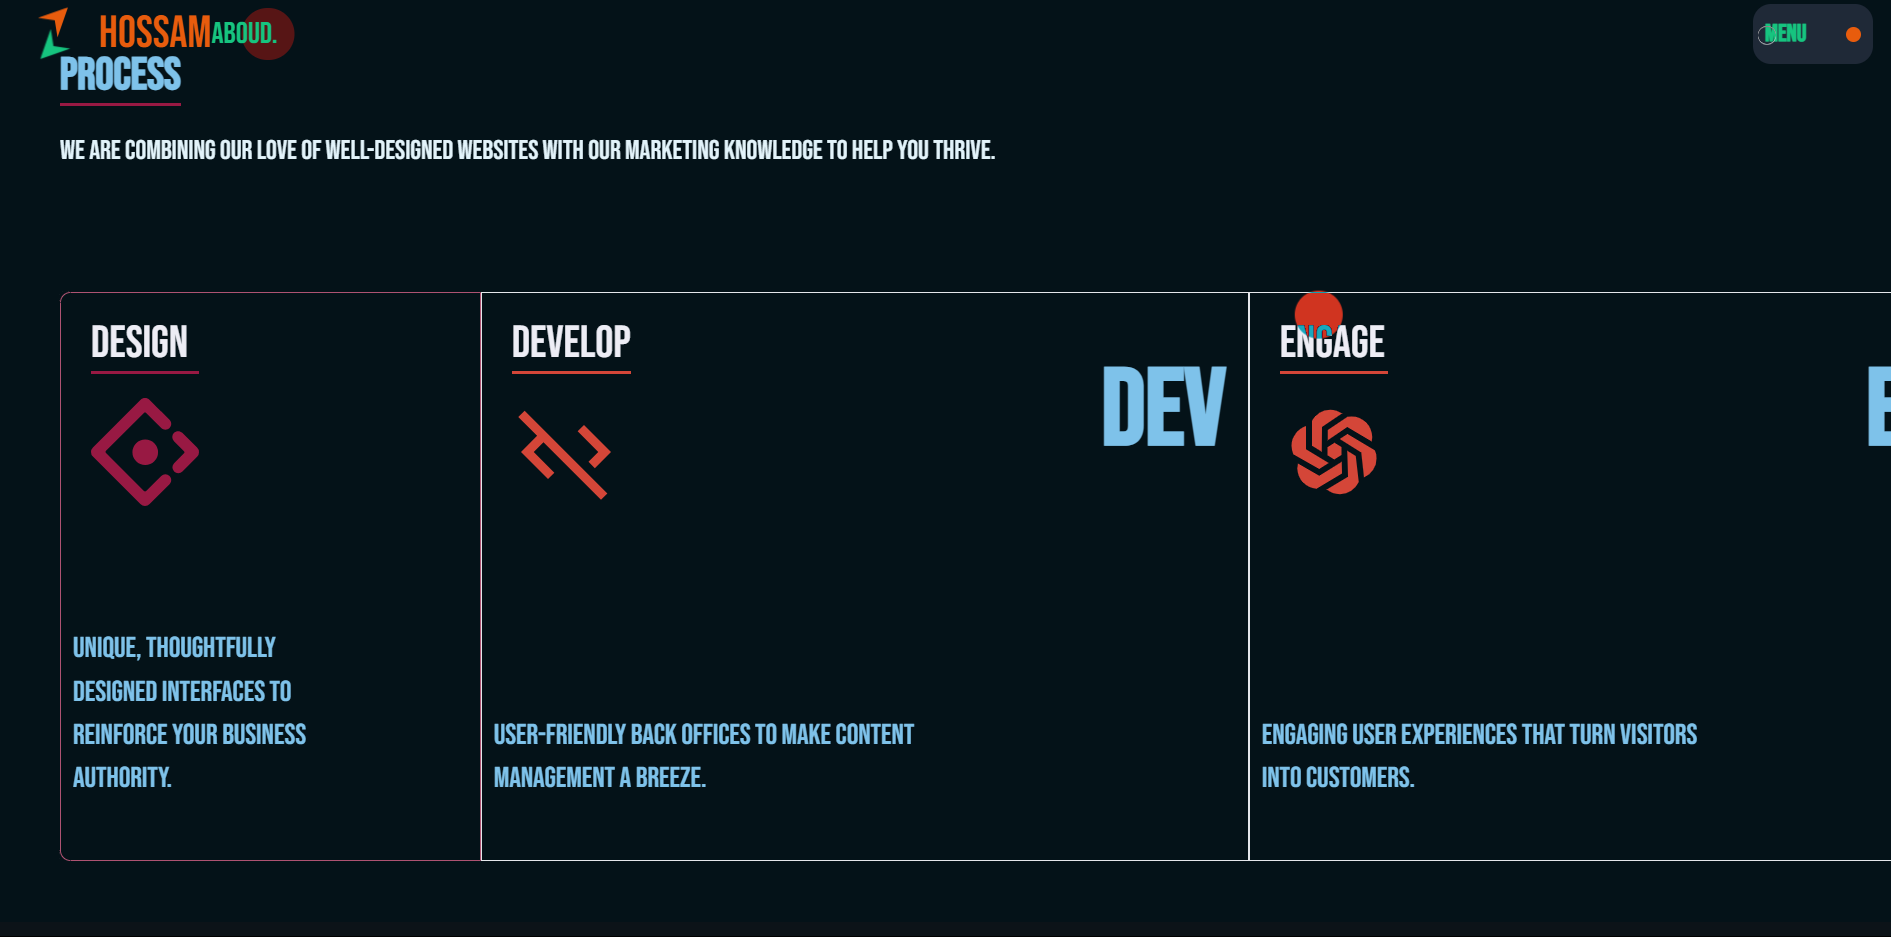 HOSSAMABOUD.
MENU
PROCESS
WE ARE COMBINING OUR LOVE OF WELL-DESIGNED WEBSITES WITH OUR MARKETING KNOWLEDGE TO HELP YOU THRIVE.
DESIGN
UNIQUE, THOUGHTFULLY
DESIGNED INTERFACES TO
REINFORCE YOUR BUSINESS
AUTHORITY.
DEVELOP
DEV
USER-FRIENDLY BACK OFFICES TO MAKE CONTENT
MANAGEMENT A BREEZE.
ENGAGE
E
ENGAGING USER EXPERIENCES THAT TURN VISITORS
INTO CUSTOMERS.